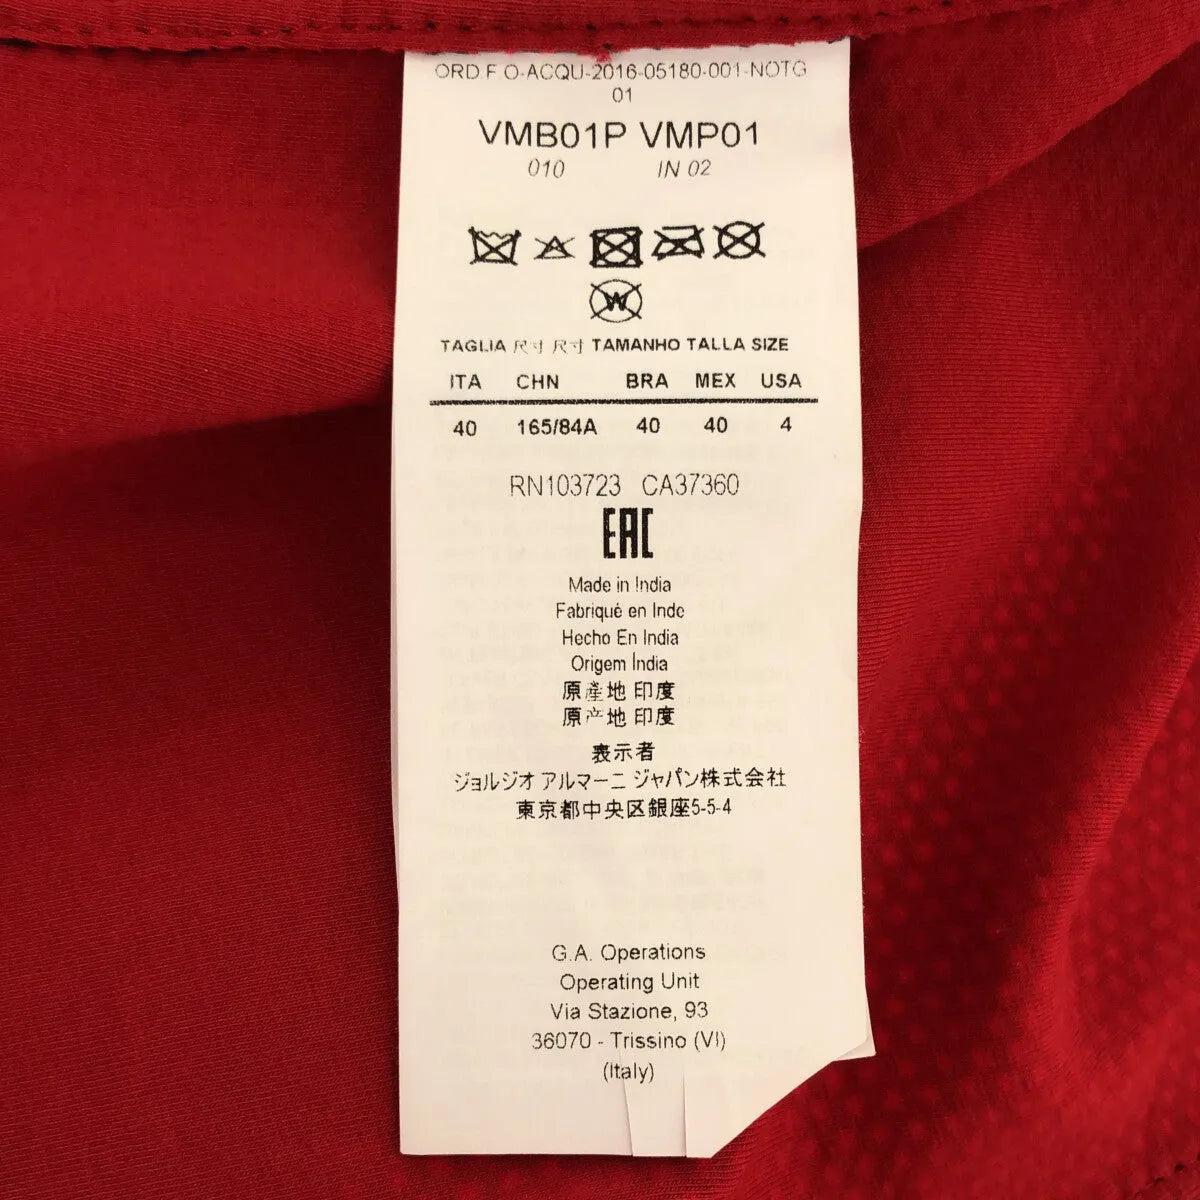 ORD.F.O-ACQU-2016-05180-001-NOTG
01
VMB01P VMP01
010 IN 02
W
TAGLIA 尺寸 尺寸 TAMANHO TALLA SIZE
ITA CHN BRA MEX USA
40 165/84A 40 40 4
RN103723 CA37360
EAC
Made in India
Fabriqué en Inde
Hecho En India
Origem Índia
原產地 印度
原产地 印度
表示者
ジョルジオ アルマーニ ジャパン株式会社
東京都中央区銀座5-5-4
G.A. Operations
Operating Unit
Via Stazione, 93
36070 - Trissino (VI)
(Italy)